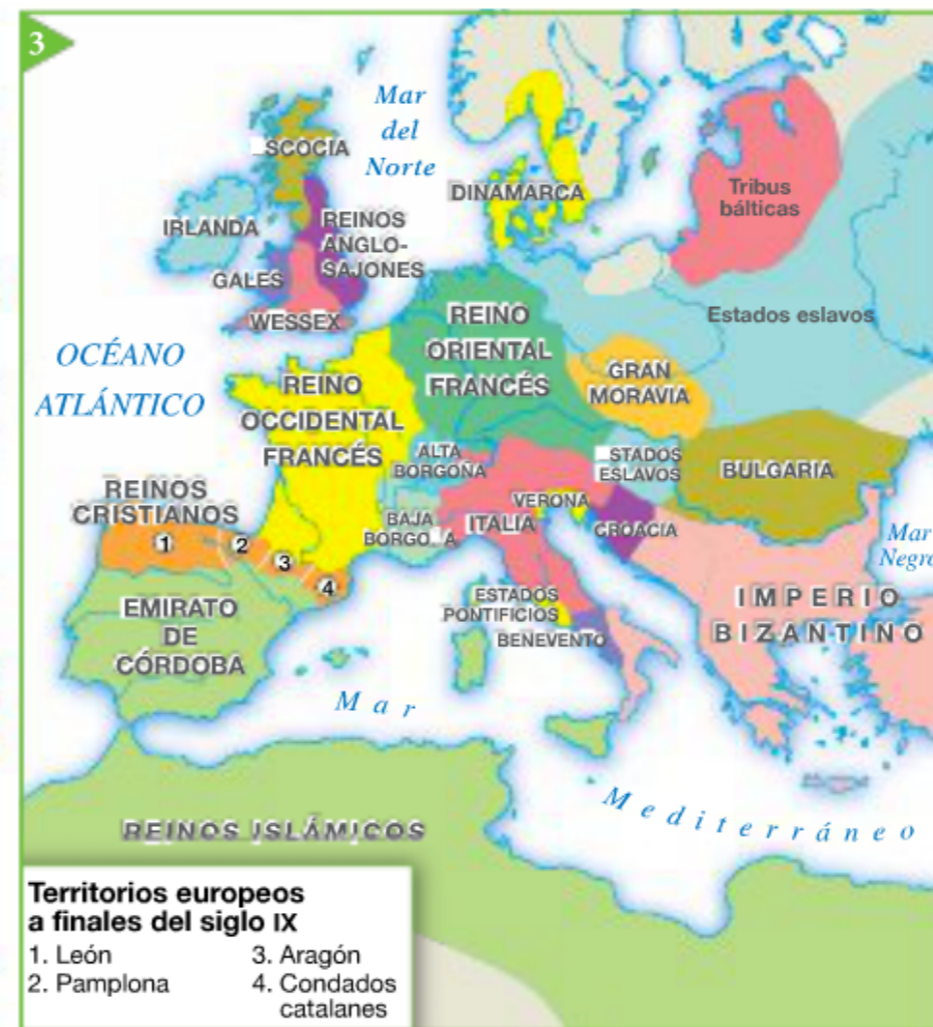 3
Mar
del
Norte
SCOCIA
DINAMARCA
Tribus
bálticas
IRLANDA
REINOS
ANGLO-
SAJONES
GALES
WESSEX
REINO
ORIENTAL
FRANCÉS
Estados eslavos
OCÉANO
ATLÁNTICO
REINO
OCCIDENTAL
FRANCÉS
GRAN
MORAVIA
ALTA
BORGOÑA
STADOS
ESLAVOS
BULGARIA
REINOS
CRISTIANOS
VERONA
BAJA
BORGO A
ITALIA
CROACIA
Mar
Negro
1
2
3
4
EMIRATO
DE
CÓRDOBA
ESTADOS
PONTIFICIOS
BENEVENTO
IMPERIO
BIZANTINO
Mar
Mediterráneo
REINOS ISLÁMICOS
Territorios europeos
a finales del siglo IX
1. León
2. Pamplona
3. Aragón
4. Condados
catalanes